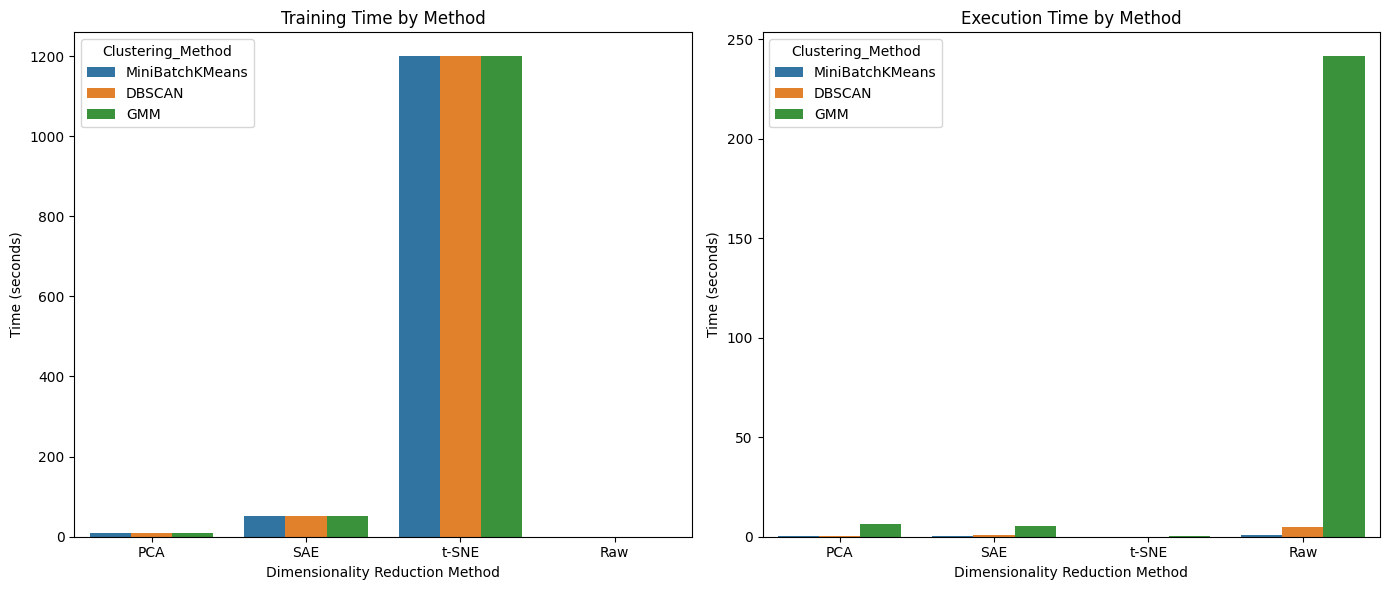 Training Time by Method
Clustering_Method
MiniBatchKMeans
DBSCAN
GMM
1200
1000
800
600
400
200
0
Time (seconds)
PCA
SAE
t-SNE
Raw
Dimensionality Reduction Method
Execution Time by Method
Clustering_Method
MiniBatchKMeans
DBSCAN
GMM
250
200
150
100
50
0
Time (seconds)
PCA
SAE
t-SNE
Raw
Dimensionality Reduction Method